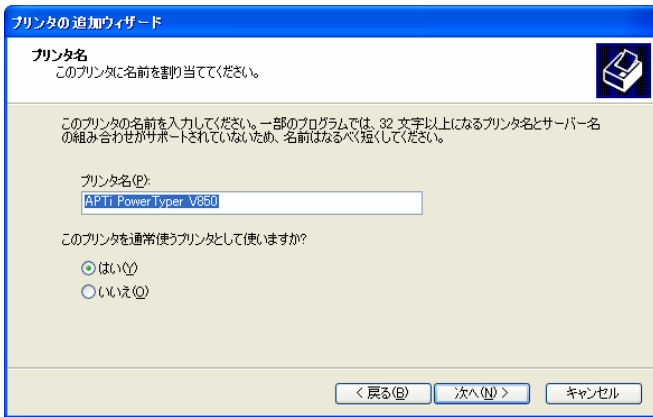 プリンタの追加ウィザード
プリンタ名
このプリンタに名前を割り当ててください。
このプリンタの名前を入力してください。一部のプログラムでは、32 文字以上になるプリンタ名とサーバー名
の組み合わせがサポートされていないため、名前はなるべく短くしてください。
プリンタ名(P):
APTi PowerTyper V850
このプリンタを通常使うプリンタとして使いますか?
はい(Y)
いいえ(O)
< 戻る(B)
次へ(N) >
キャンセル